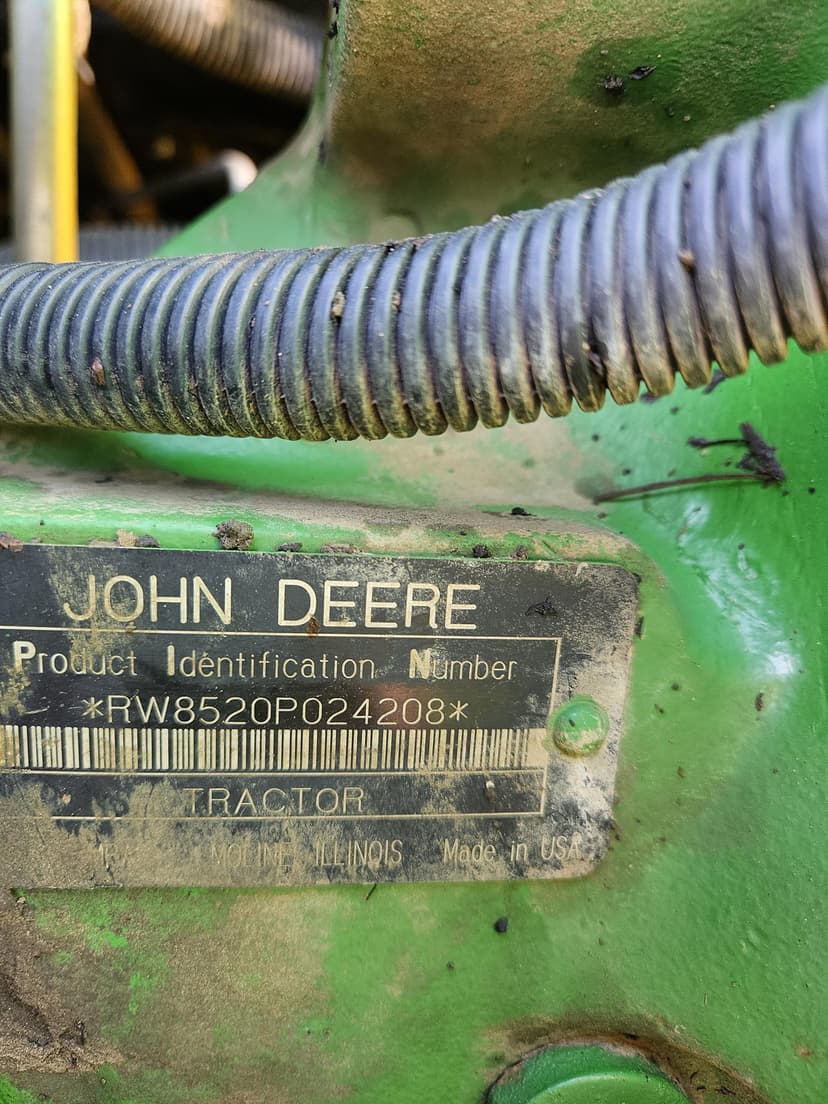 JOHN DEERE
Product Identification Number
*RW8520P024208*
TRACTOR
MOLINE, ILLINOIS Made in USA